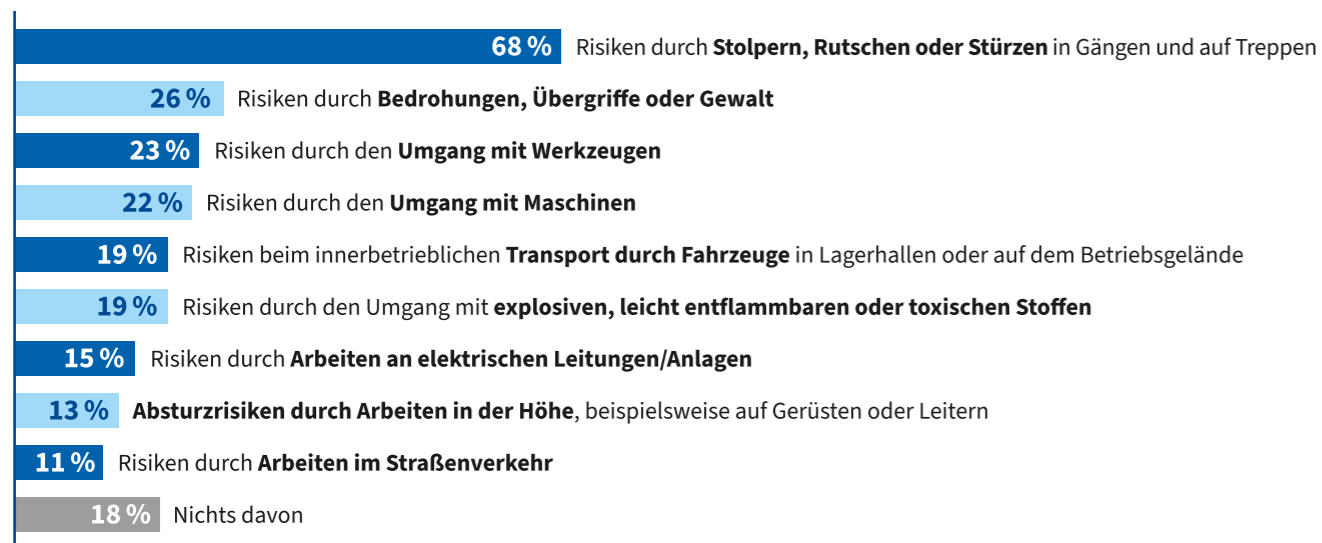 68 % Risiken durch Stolpern, Rutschen oder Stürzen in Gängen und auf Treppen
26 % Risiken durch Bedrohungen, Übergriffe oder Gewalt
23 % Risiken durch den Umgang mit Werkzeugen
22 % Risiken durch den Umgang mit Maschinen
19 % Risiken beim innerbetrieblichen Transport durch Fahrzeuge in Lagerhallen oder auf dem Betriebsgelände
19 % Risiken durch den Umgang mit explosiven, leicht entflammbaren oder toxischen Stoffen
15 % Risiken durch Arbeiten an elektrischen Leitungen/Anlagen
13 % Absturzrisiken durch Arbeiten in der Höhe, beispielsweise auf Gerüsten oder Leitern
11 % Risiken durch Arbeiten im Straßenverkehr
18 % Nichts davon